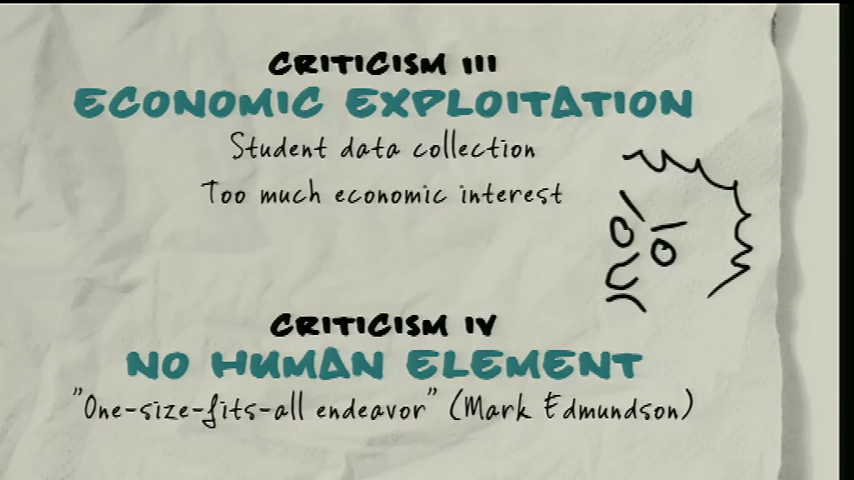 CRITICISM III
ECONOMIC EXPLOITATION
Student data collection
Too much economic interest
CRITICISM IV
NO HUMAN ELEMENT
"One-size-fits-all endeavor" (Mark Edmundson)